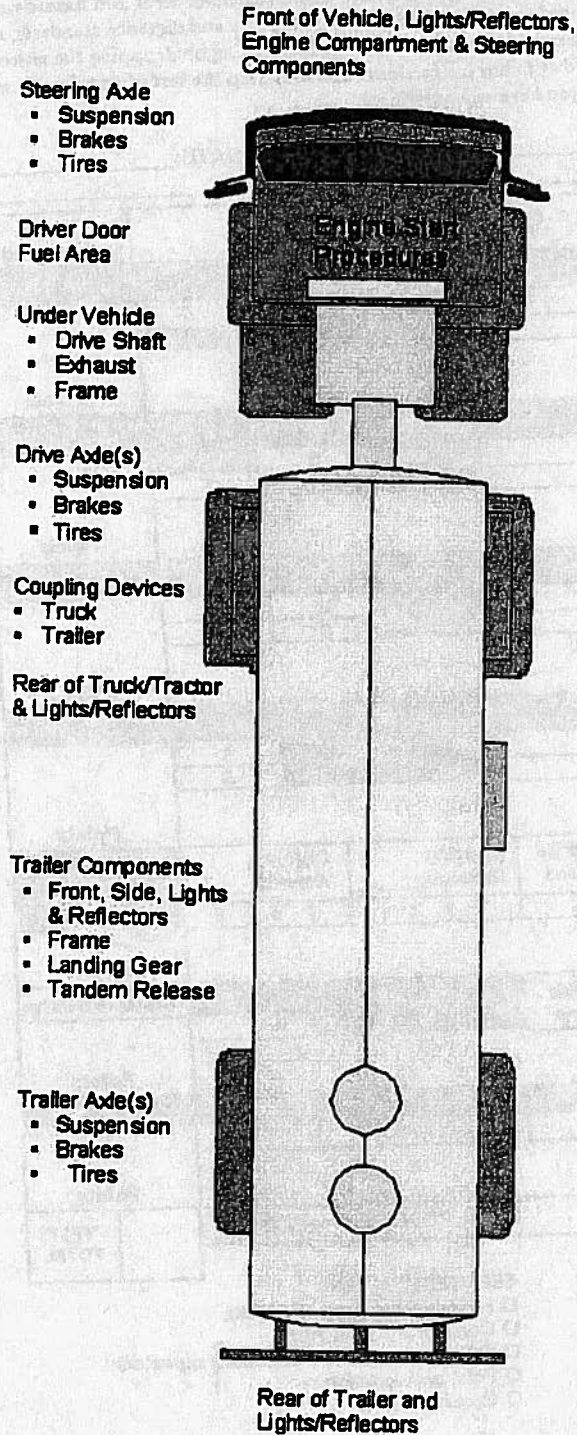 Front of Vehicle, Lights/Reflectors,
Engine Compartment & Steering
Components
Steering Axle
▪ Suspension
▪ Brakes
▪ Tires
Engine Start
Procedures
Driver Door
Fuel Area
Under Vehicle
▪ Drive Shaft
▪ Exhaust
▪ Frame
Drive Axle(s)
▪ Suspension
▪ Brakes
▪ Tires
Coupling Devices
▪ Truck
▪ Trailer
Rear of Truck/Tractor
& Lights/Reflectors
Trailer Components
▪ Front, Side, Lights
& Reflectors
▪ Frame
▪ Landing Gear
▪ Tandem Release
Trailer Axle(s)
▪ Suspension
▪ Brakes
▪ Tires
Rear of Trailer and
Lights/Reflectors